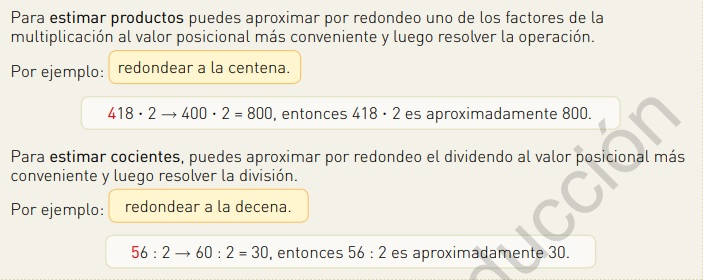 Para estimar productos puedes aproximar por redondeo uno de los factores de la
multiplicación al valor posicional más conveniente y luego resolver la operación.
Por ejemplo: redondear a la centena.
418 · 2 → 400 · 2 = 800, entonces 418 · 2 es aproximadamente 800.
Para estimar cocientes, puedes aproximar por redondeo el dividendo al valor posicional más
conveniente y luego resolver la división.
Por ejemplo: redondear a la decena.
56 : 2 → 60 : 2 = 30, entonces 56 : 2 es aproximadamente 30.
ducción